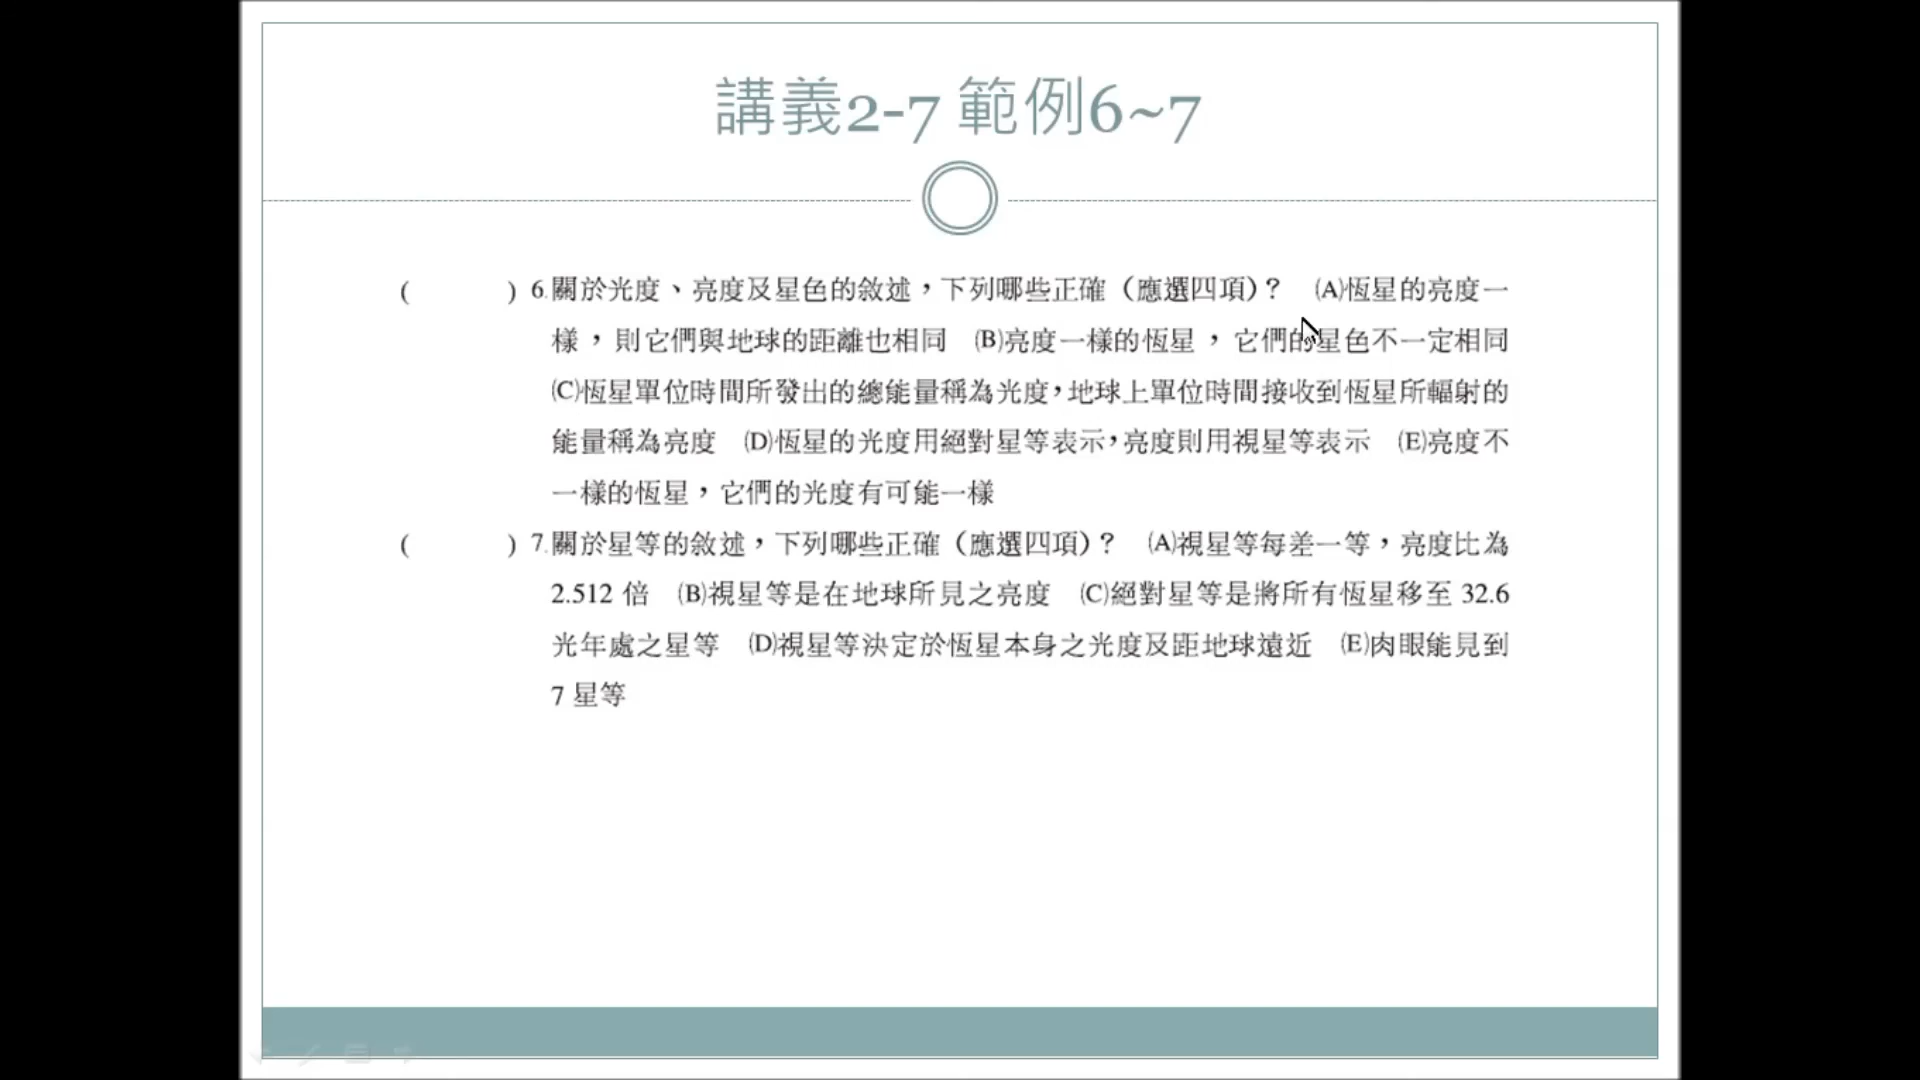 講義2-7 範例6~7
(　　　) 6.關於光度、亮度及星色的敘述，下列哪些正確（應選四項）？　(A)恆星的亮度一
樣，則它們與地球的距離也相同　(B)亮度一樣的恆星，它們的星色不一定相同
(C)恆星單位時間所發出的總能量稱為光度，地球上單位時間接收到恆星所輻射的
能量稱為亮度　(D)恆星的光度用絕對星等表示，亮度則用視星等表示　(E)亮度不
一樣的恆星，它們的光度有可能一樣
(　　　) 7.關於星等的敘述，下列哪些正確（應選四項）？　(A)視星等每差一等，亮度比為
2.512 倍　(B)視星等是在地球所見之亮度　(C)絕對星等是將所有恆星移至 32.6
光年處之星等　(D)視星等決定於恆星本身之光度及距地球遠近　(E)肉眼能見到
7 星等